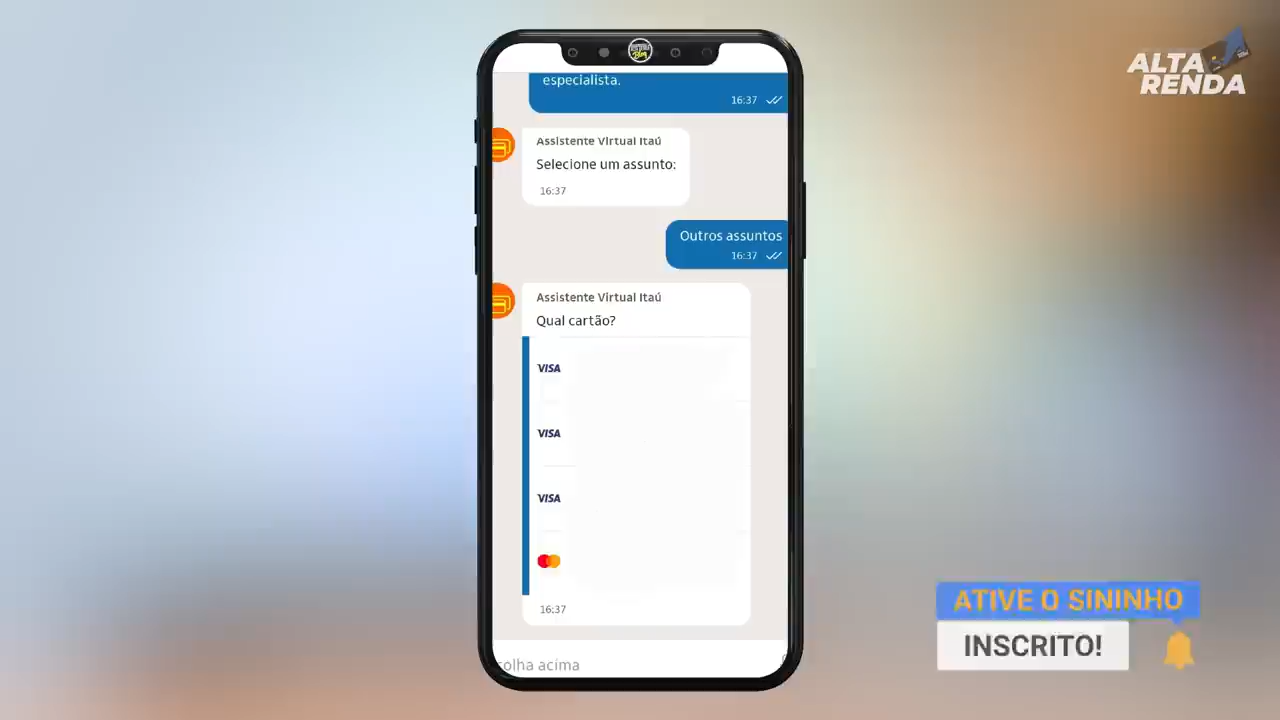 ALTA
RENDA
especialista.
16:37
Assistente Virtual Itaú
Selecione um assunto:
16:37
Outros assuntos
16:37
Assistente Virtual Itaú
Qual cartão?
VISA
VISA
VISA
16:37
olha acima
ATIVE O SININHO
INSCRITO!